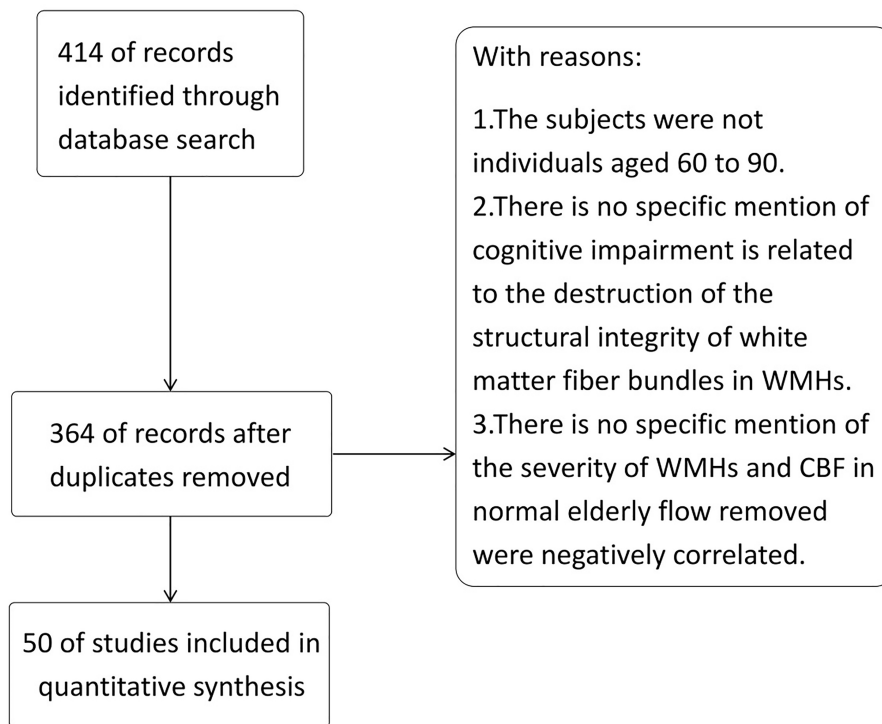 414 of records
identified through
database search
364 of records after
duplicates removed
50 of studies included in
quantitative synthesis
With reasons:
1.The subjects were not
individuals aged 60 to 90.
2.There is no specific mention of
cognitive impairment is related
to the destruction of the
structural integrity of white
matter fiber bundles in WMHs.
3.There is no specific mention of
the severity of WMHs and CBF in
normal elderly flow removed
were negatively correlated.